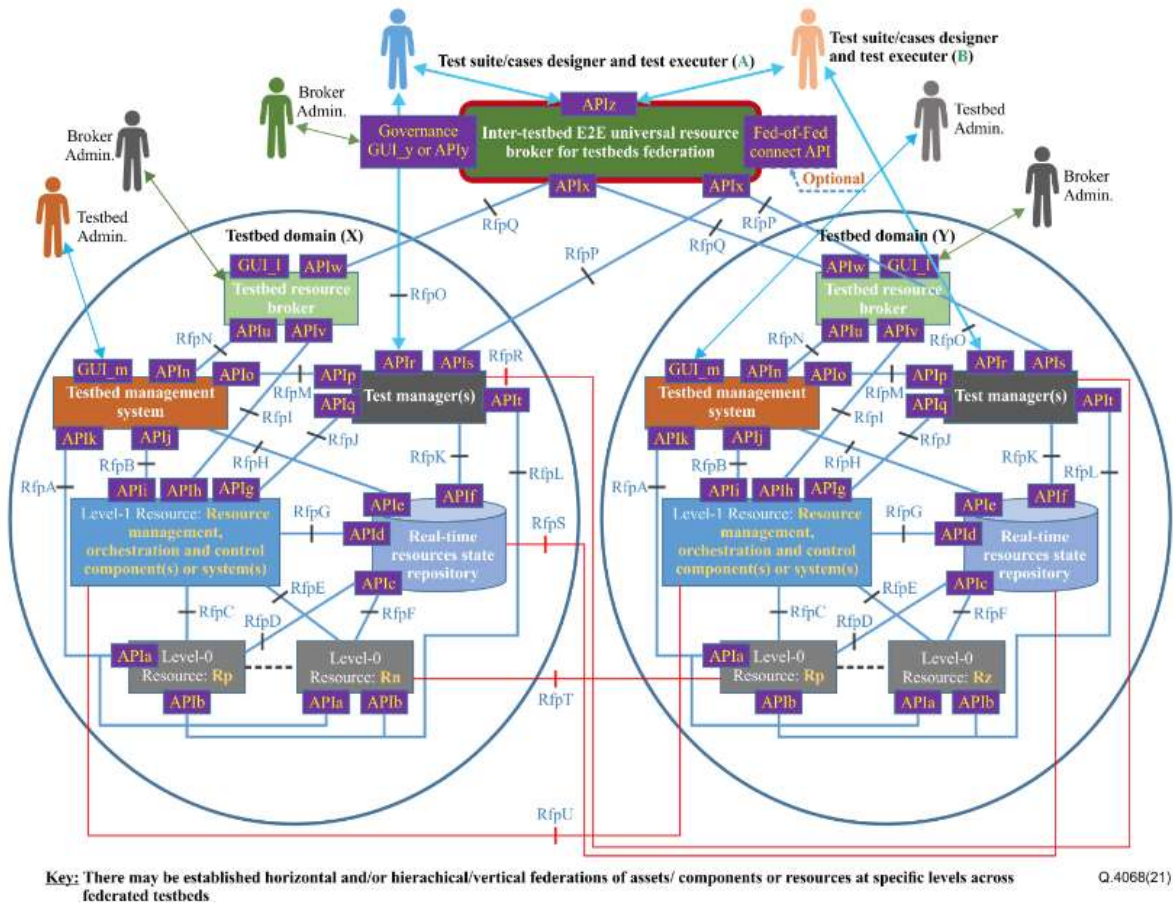 Test suite/cases designer and test executer (A)
Test suite/cases designer
and test executer (B)
Broker
Admin.
Broker
Admin.
Testbed
Admin.
Testbed
Admin.
Broker
Admin.
APIz
Governance
GUI_y or APIy
Inter-testbed E2E universal resource
broker for testbeds federation
Fed-of-Fed
connect API
Optional
APIx
APIx
RfpQ
RfpP
RfpQ
RfpP
RfpO
Testbed domain (X)
GUI_l
APIw
Testbed resource
broker
APIu
APIv
RfpN
GUI_m
APIn
APIo
Testbed management
system
RfpM
APIr
APIs
RfpR
APIp
APIq
Test manager(s)
APIt
APIk
APIj
RfpI
RfpJ
RfpA
RfpB
RfpH
RfpK
RfpL
APIi
APIh
APIg
APIe
APIf
Level-1 Resource: Resource
management,
orchestration and control
component(s) or system(s)
RfpG
APId
Real-time
resources state
repository
RfpS
APIc
RfpC
RfpE
RfpD
RfpF
APIa
Level-0
Resource: Rp
Level-0
Resource: Rn
APIb
APIa
APIb
RfpT
RfpU
Testbed domain (Y)
APIw
GUI_l
Testbed resource
broker
APIu
APIv
RfpN
RfpO
GUI_m
APIn
APIo
Testbed management
system
RfpM
APIr
APIs
APIp
APIq
Test manager(s)
APIt
APIk
APIj
RfpI
RfpJ
RfpA
RfpB
RfpH
RfpK
RfpL
APIi
APIh
APIg
APIe
APIf
Level-1 Resource: Resource
management,
orchestration and control
component(s) or system(s)
RfpG
APId
Real-time
resources state
repository
APIc
RfpC
RfpE
RfpD
RfpF
APIa
Level-0
Resource: Rp
Level-0
Resource: Rz
APIb
APIa
APIb
Key: There may be established horizontal and/or hierachical/vertical federations of assets/ components or resources at specific levels across
federated testbeds
Q.4068(21)